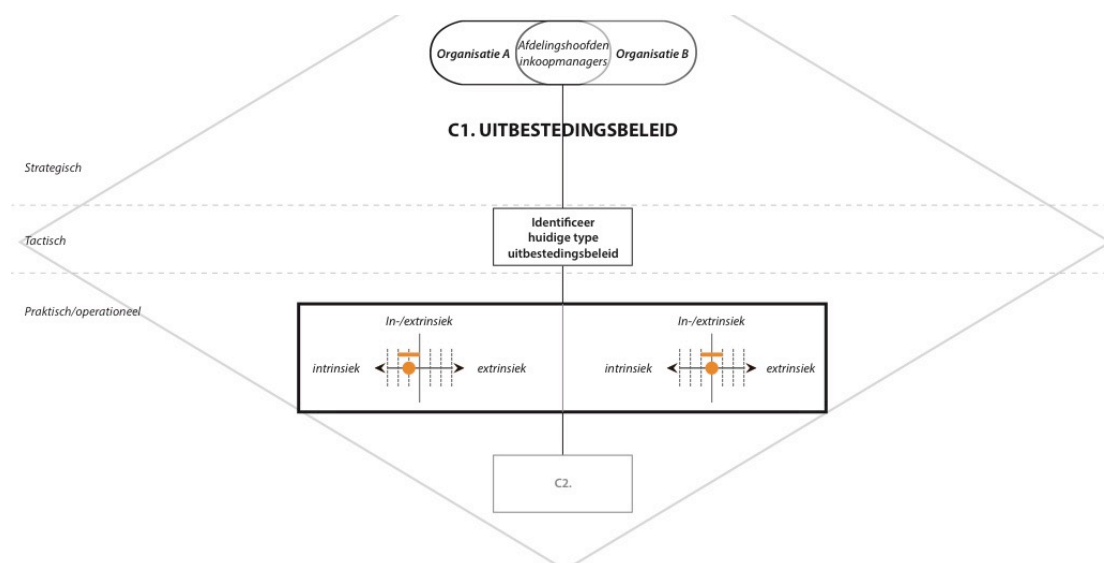 Organisatie A
Afdelingshoofden
inkoopmanagers
Organisatie B
C1. UITBESTEDINGSBELEID
Strategisch
Tactisch
Identificeer
huidige type
uitbestedingsbeleid
Praktisch/operationeel
In-/extrinsiek
intrinsiek
extrinsiek
In-/extrinsiek
intrinsiek
extrinsiek
C2.